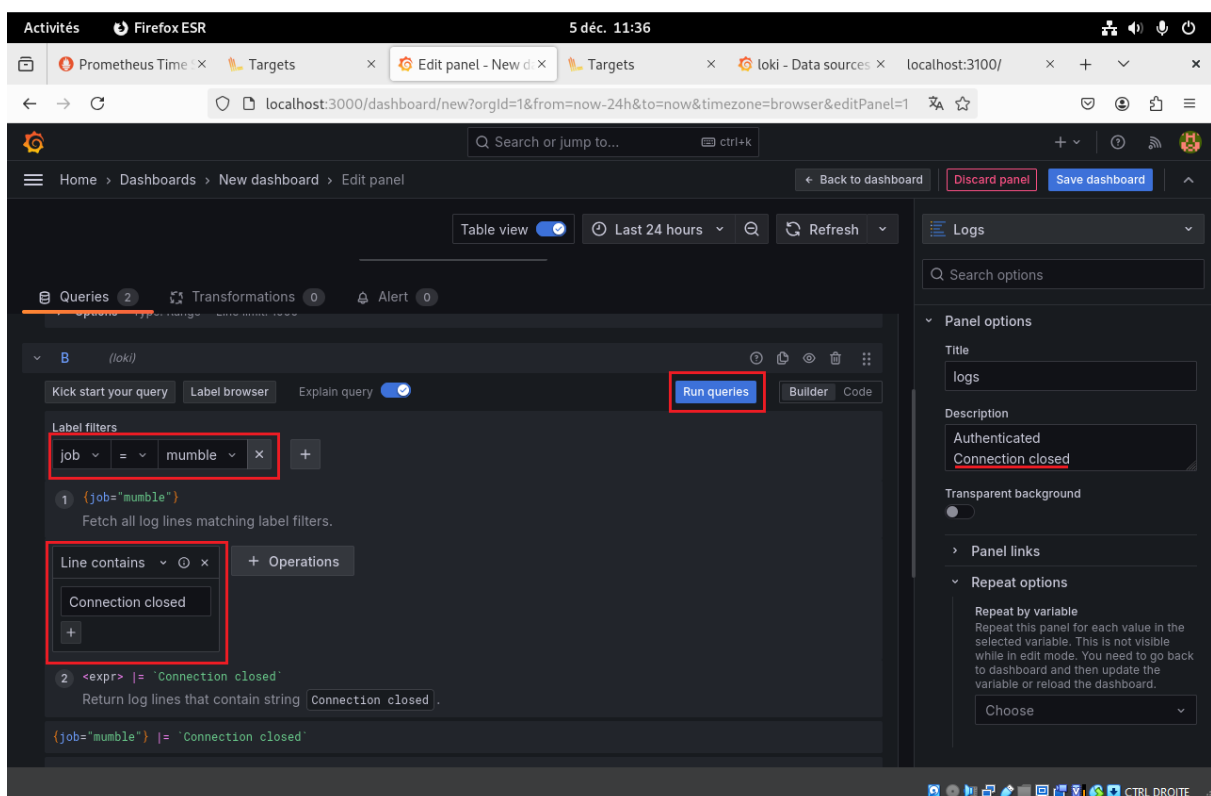 Activités Firefox ESR 5 déc. 11:36
Prometheus Time S Targets Edit panel - New da Targets loki - Data sources localhost:3100/
localhost:3000/dashboard/new?orgId=1&from=now-24h&to=now&timezone=browser&editPanel=1
Search or jump to... ctrl+k
Home › Dashboards › New dashboard › Edit panel ← Back to dashboard Discard panel Save dashboard
Table view Last 24 hours Refresh Logs
Search options
Queries 2 Transformations 0 Alert 0
Options Type: Range Line limit: 1000
Panel options
B (loki)
Title
logs
Kick start your query Label browser Explain query Run queries Builder Code
Label filters
Description
job = mumble × +
Authenticated
Connection closed
1 {job="mumble"}
Fetch all log lines matching label filters.
Transparent background
Line contains × + Operations
Panel links
Connection closed
+
Repeat options
Repeat by variable
Repeat this panel for each value in the
selected variable. This is not visible
while in edit mode. You need to go back
to dashboard and then update the
variable or reload the dashboard.
Choose
2 <expr> |= `Connection closed`
Return log lines that contain string Connection closed .
{job="mumble"} |= `Connection closed`
CTRL DROITE